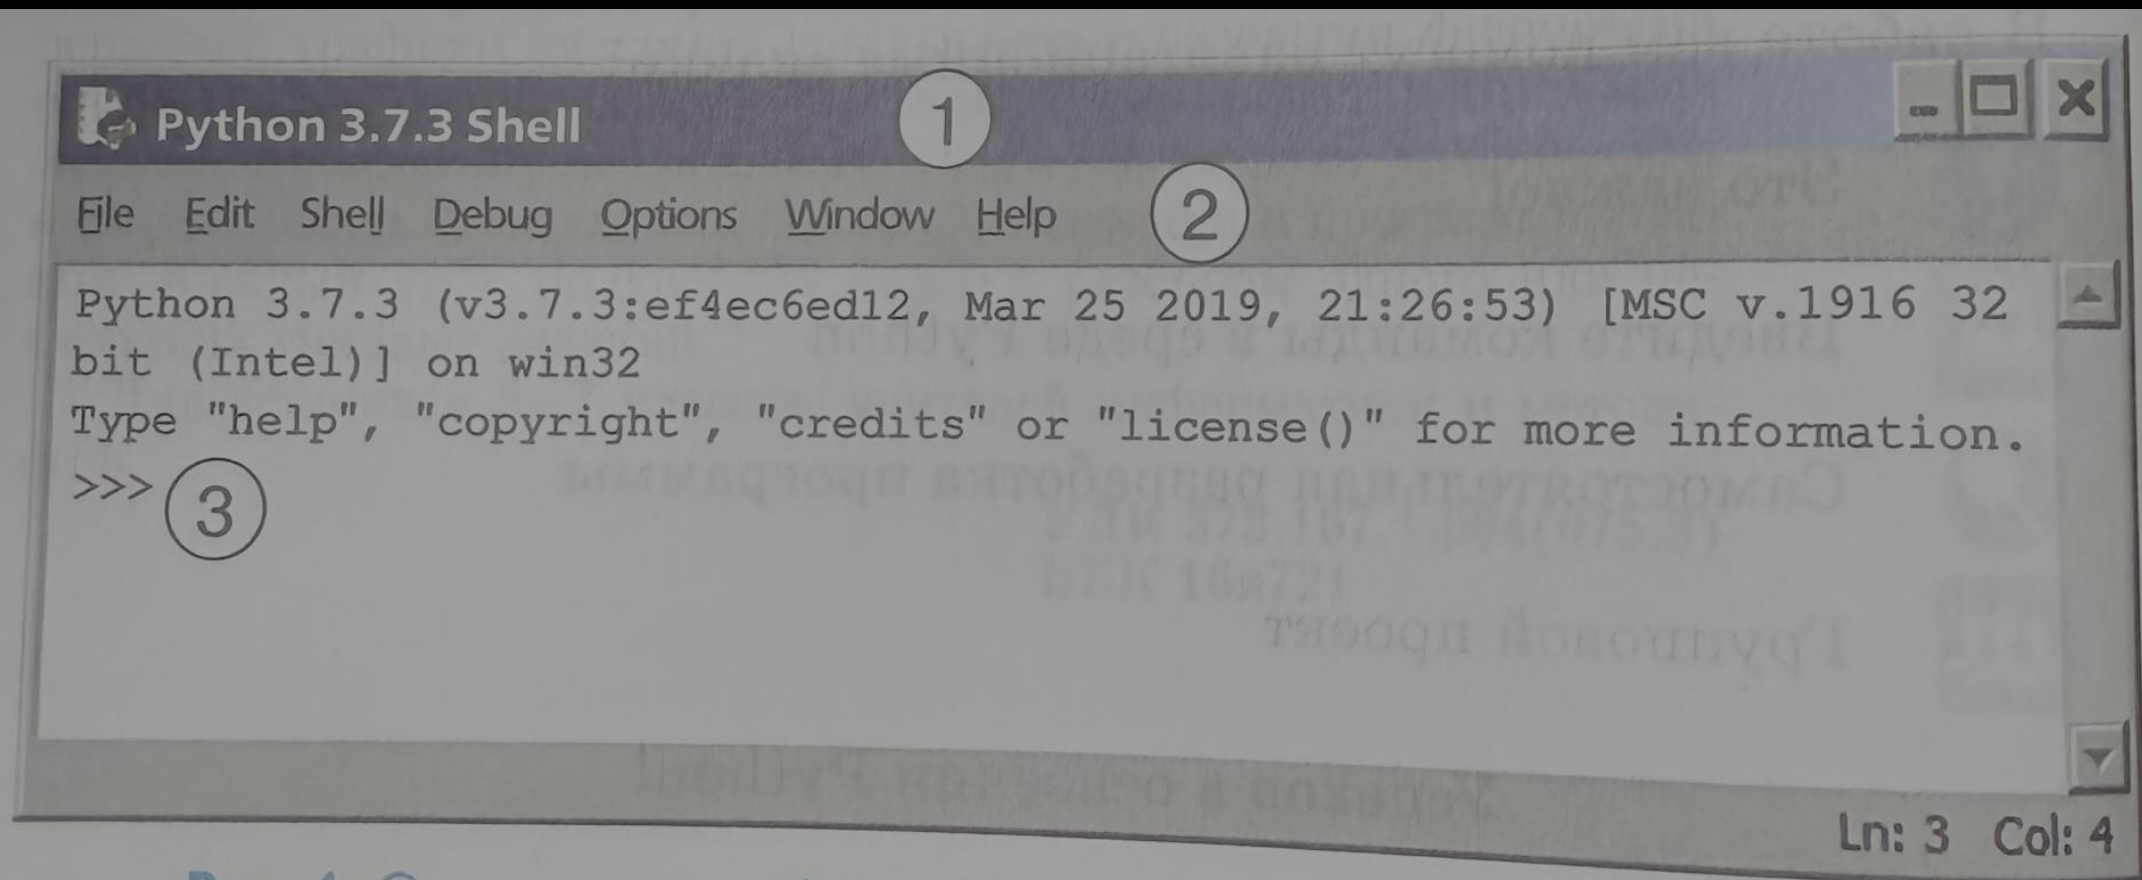 Python 3.7.3 Shell 1
File Edit Shell Debug Options Window Help 2
Python 3.7.3 (v3.7.3:ef4ec6ed12, Mar 25 2019, 21:26:53) [MSC v.1916 32
bit (Intel)] on win32
Type "help", "copyright", "credits" or "license()" for more information.
>>> 3
Ln: 3 Col: 4